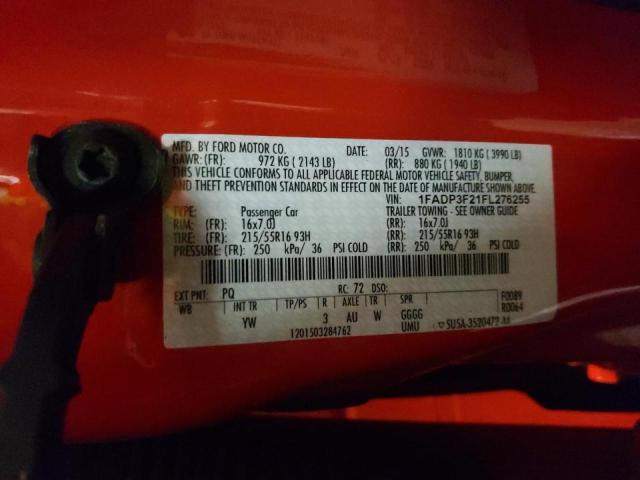 MFD. BY FORD MOTOR CO.
DATE: 03/15 GVWR: 1810 KG ( 3990 LB)
GAWR: (FR): 972 KG ( 2143 LB) (RR): 880 KG ( 1940 LB)
THIS VEHICLE CONFORMS TO ALL APPLICABLE FEDERAL MOTOR VEHICLE SAFETY, BUMPER,
AND THEFT PREVENTION STANDARDS IN EFFECT ON THE DATE OF MANUFACTURE SHOWN ABOVE.
VIN: 1FADP3F21FL276255
TYPE: Passenger Car TRAILER TOWING - SEE OWNER GUIDE
RIM: (FR): 16x7.0J (RR): 16x7.0J
TIRE: (FR): 215/55R16 93H (RR): 215/55R16 93H
PRESSURE: (FR): 250 kPa/ 36 PSI COLD (RR): 250 kPa/ 36 PSI COLD
EXT PNT: PQ RC: 72 DSO:
WB INT TR TP/PS R AXLE TR SPR F0089
YW 3 AU W GGGG R0064
1201503284762 UMU